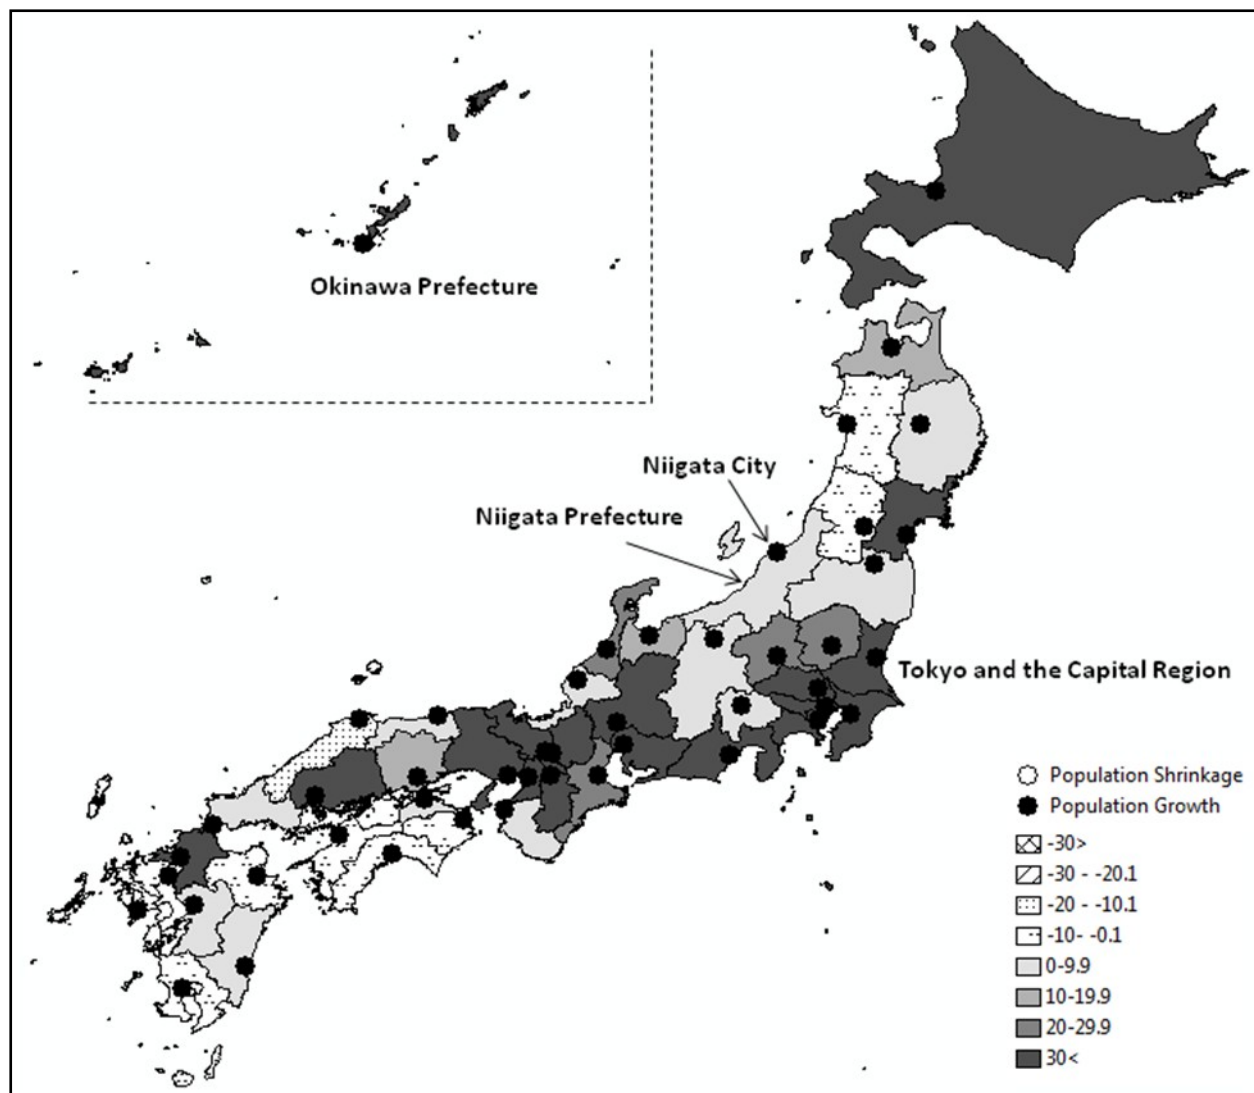 Okinawa Prefecture
Niigata City
Niigata Prefecture
Tokyo and the Capital Region
Population Shrinkage
Population Growth
-30>
-30 - -20.1
-20 - -10.1
-10- -0.1
0-9.9
10-19.9
20-29.9
30<